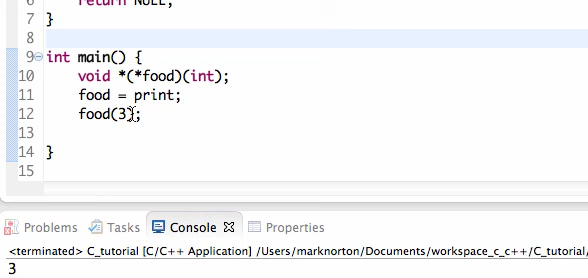 6 return NULL;
7 }
8
9 int main() {
10 void *(*food)(int);
11 food = print;
12 food(3);
13
14 }
15
Problems Tasks Console Properties
<terminated> C_tutorial [C/C++ Application] /Users/marknorton/Documents/workspace_c_c++/C_tutorial/
3